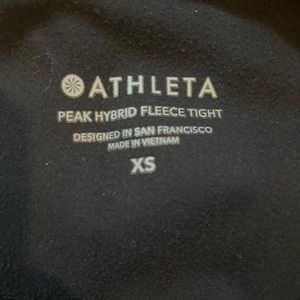 ATHLETA
PEAK HYBRID FLEECE TIGHT
DESIGNED IN SAN FRANCISCO
MADE IN VIETNAM
XS